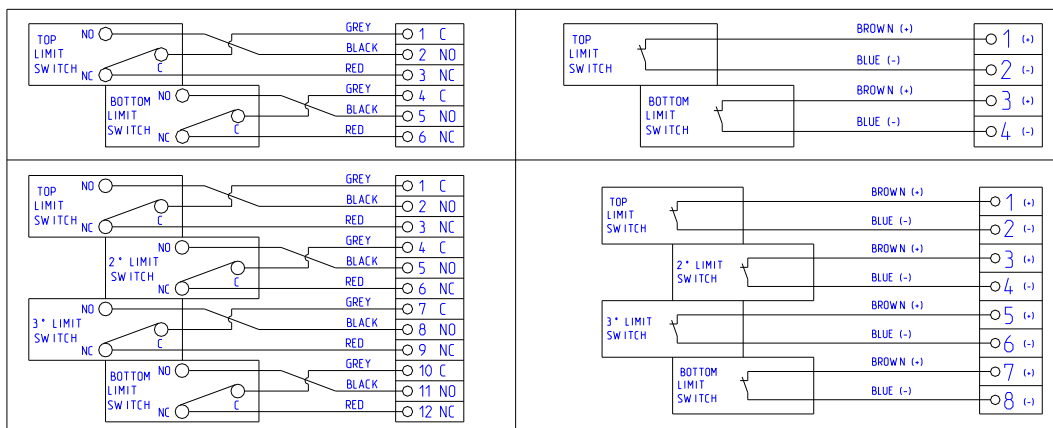 TOP
LIMIT
SWITCH
NO
NC
C
GREY
BLACK
RED
1 C
2 NO
3 NC
BOTTOM
LIMIT
SWITCH
NO
NC
C
GREY
BLACK
RED
4 C
5 NO
6 NC
TOP
LIMIT
SWITCH
BROWN (+)
BLUE (-)
1 (+)
2 (-)
BOTTOM
LIMIT
SWITCH
BROWN (+)
BLUE (-)
3 (+)
4 (-)
TOP
LIMIT
SWITCH
NO
NC
C
GREY
BLACK
RED
1 C
2 NO
3 NC
2° LIMIT
SWITCH
NO
NC
C
GREY
BLACK
RED
4 C
5 NO
6 NC
3° LIMIT
SWITCH
NO
NC
C
GREY
BLACK
RED
7 C
8 NO
9 NC
BOTTOM
LIMIT
SWITCH
NO
NC
C
GREY
BLACK
RED
10 C
11 NO
12 NC
TOP
LIMIT
SWITCH
BROWN (+)
BLUE (-)
1 (+)
2 (-)
2° LIMIT
SWITCH
BROWN (+)
BLUE (-)
3 (+)
4 (-)
3° LIMIT
SWITCH
BROWN (+)
BLUE (-)
5 (+)
6 (-)
BOTTOM
LIMIT
SWITCH
BROWN (+)
BLUE (-)
7 (+)
8 (-)